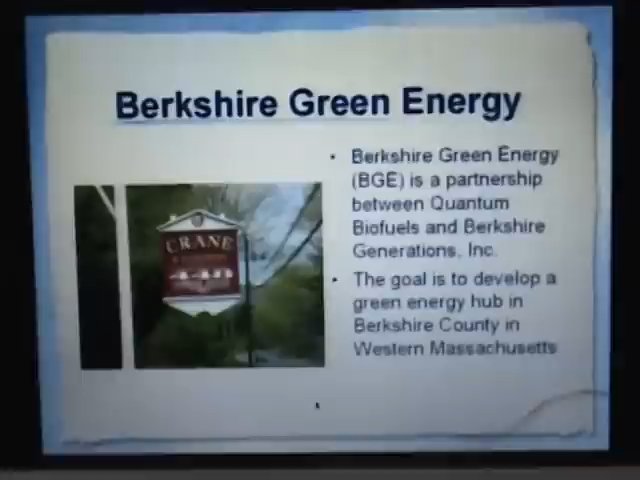 Berkshire Green Energy
• Berkshire Green Energy
(BGE) is a partnership
between Quantum
Biofuels and Berkshire
Generations, Inc.
• The goal is to develop a
green energy hub in
Berkshire County in
Western Massachusetts
CRANE